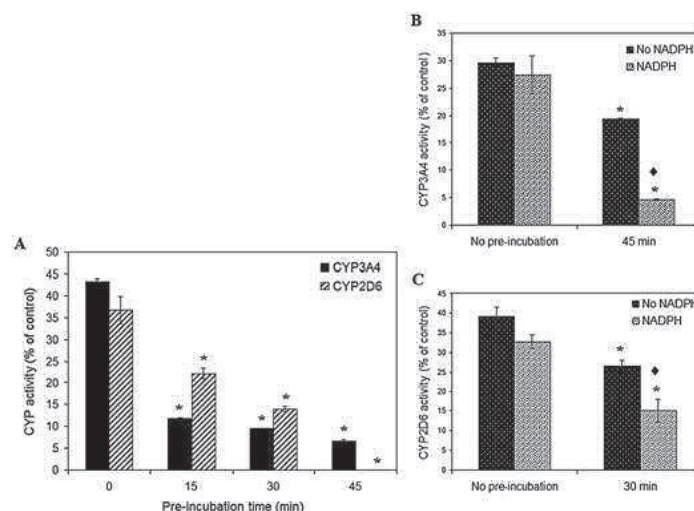 A
CYP activity (% of control)
50
45
40
35
30
25
20
15
10
5
0
CYP3A4
CYP2D6
*
*
*
*
*
*
0 15 30 45
Pre-incubation time (min)
B
CYP3A4 activity (% of control)
35
30
25
20
15
10
5
0
No NADPH
NADPH
*
♦
*
No pre-incubation 45 min
C
CYP2D6 activity (% of control)
45
40
35
30
25
20
15
10
5
0
No NADPH
NADPH
*
♦
*
No pre-incubation 30 min